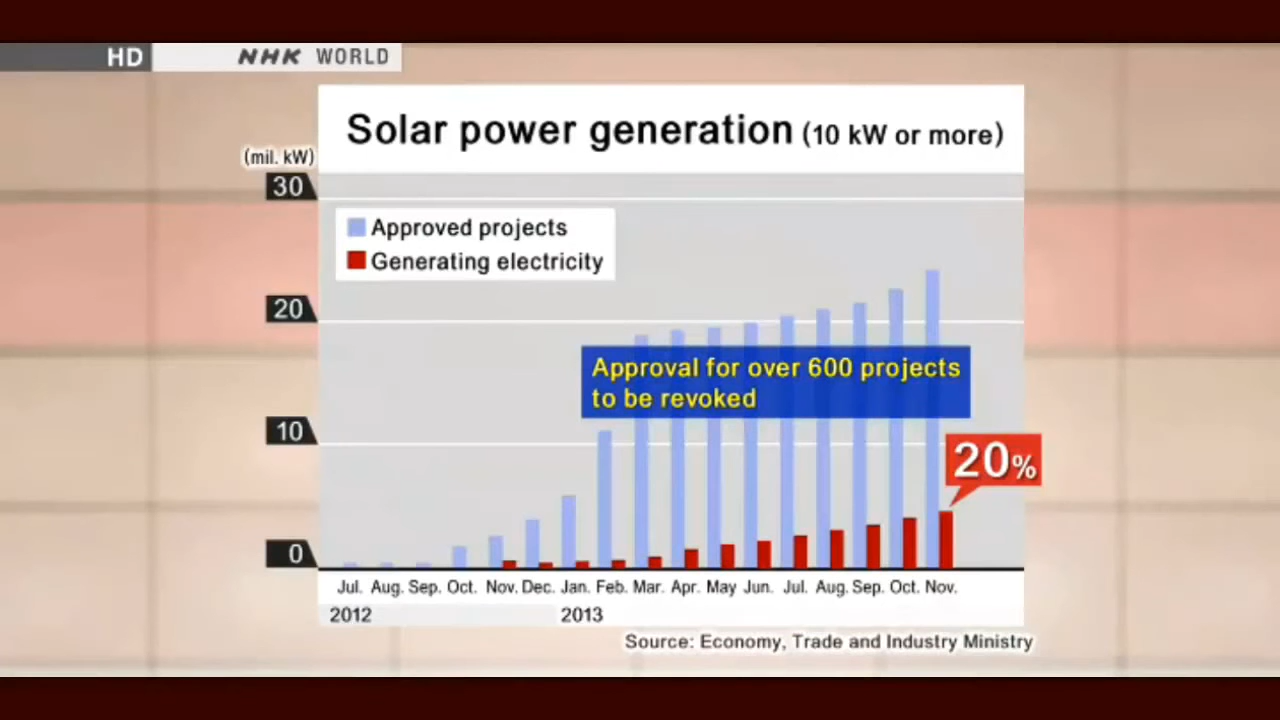 HD
NHK WORLD
Solar power generation (10 kW or more)
(mil. kW)
30
Approved projects
Generating electricity
20
Approval for over 600 projects
to be revoked
10
20%
0
Jul. Aug. Sep. Oct. Nov. Dec. Jan. Feb. Mar. Apr. May Jun. Jul. Aug. Sep. Oct. Nov.
2012 2013
Source: Economy, Trade and Industry Ministry